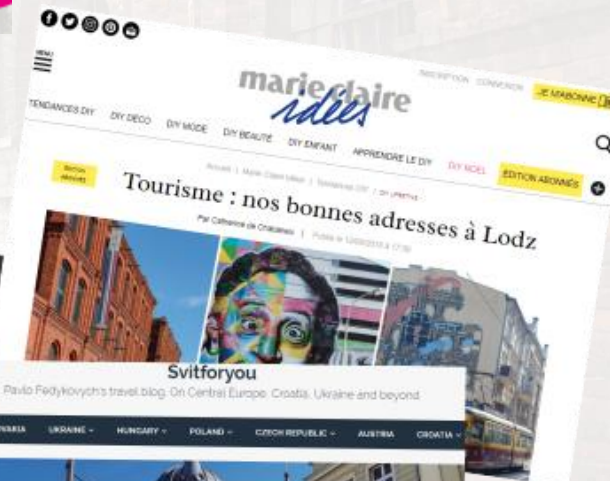 MENU
marie claire
idées
INSCRIPTION CONNEXION
JE M'ABONNE
TENDANCES DIY DIY DÉCO DIY MODE DIY BEAUTÉ DIY ENFANT APPRENDRE LE DIY DIY NOËL EDITION ABONNÉS
Tourisme : nos bonnes adresses à Lodz
Svitforyou
Pavlo Fedykovych's travel blog. On Central Europe: Croatia, Ukraine and beyond
UKRAINE HUNGARY POLAND CZECH REPUBLIC AUSTRIA CROATIA